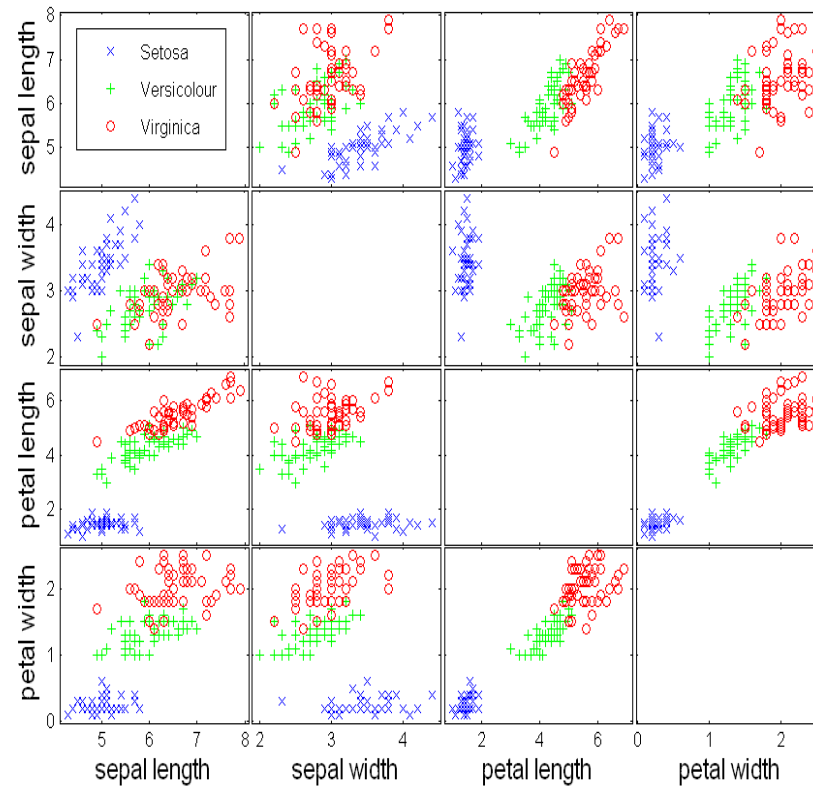 Setosa
Versicolour
Virginica
sepal length
7
6
5
sepal width
4
3
2
petal length
6
4
2
petal width
2
1
0
5 6 7 8 2 3 4 2 4 6 0 1 2
sepal length sepal width petal length petal width